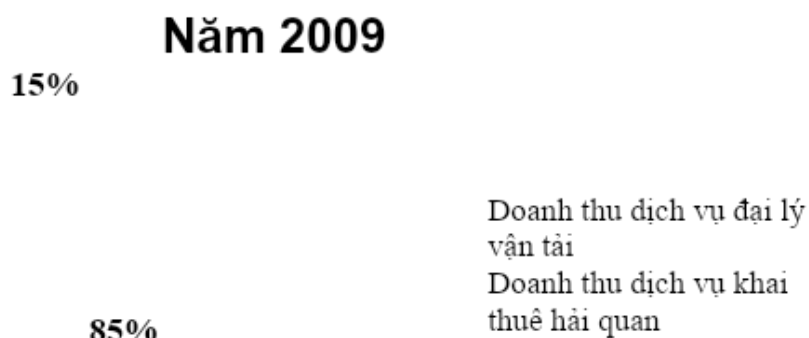 Năm 2009
15%
Doanh thu dịch vụ đại lý
vận tải
Doanh thu dịch vụ khai
thuê hải quan
85%